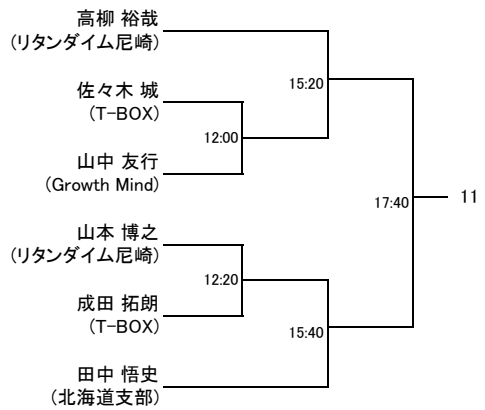 高柳 裕哉
(リタンダイム尼崎)
15:20
佐々木 城
(T-BOX)
12:00
山中 友行
(Growth Mind)
17:40
11
山本 博之
(リタンダイム尼崎)
12:20
成田 拓朗
(T-BOX)
15:40
田中 悟史
(北海道支部)